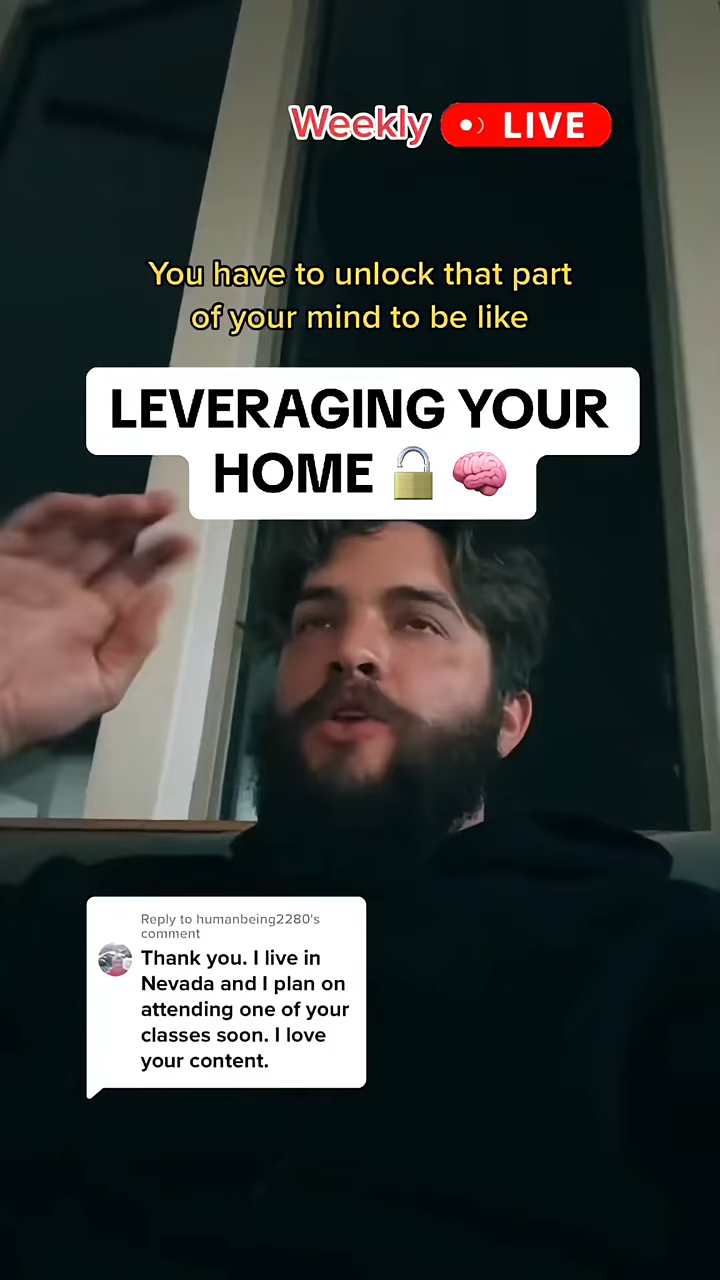 Weekly LIVE
You have to unlock that part
of your mind to be like
LEVERAGING YOUR
HOME 🔓 🧠
Reply to humanbeing2280's
comment
Thank you. I live in
Nevada and I plan on
attending one of your
classes soon. I love
your content.